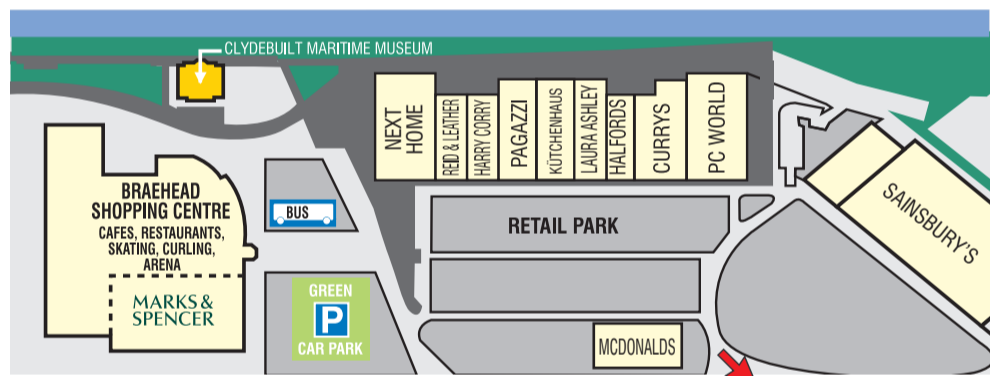 CLYDEBUILT MARITIME MUSEUM
NEXT
HOME
REID & LEATHER
HARRY CORRY
PAGAZZI
KÜTCHENHAUS
LAURA ASHLEY
HALFORDS
CURRYS
PC WORLD
SAINSBURY'S
BRAEHEAD
SHOPPING CENTRE
CAFES, RESTAURANTS,
SKATING, CURLING,
ARENA
MARKS &
SPENCER
BUS
RETAIL PARK
GREEN
P
CAR PARK
MCDONALDS